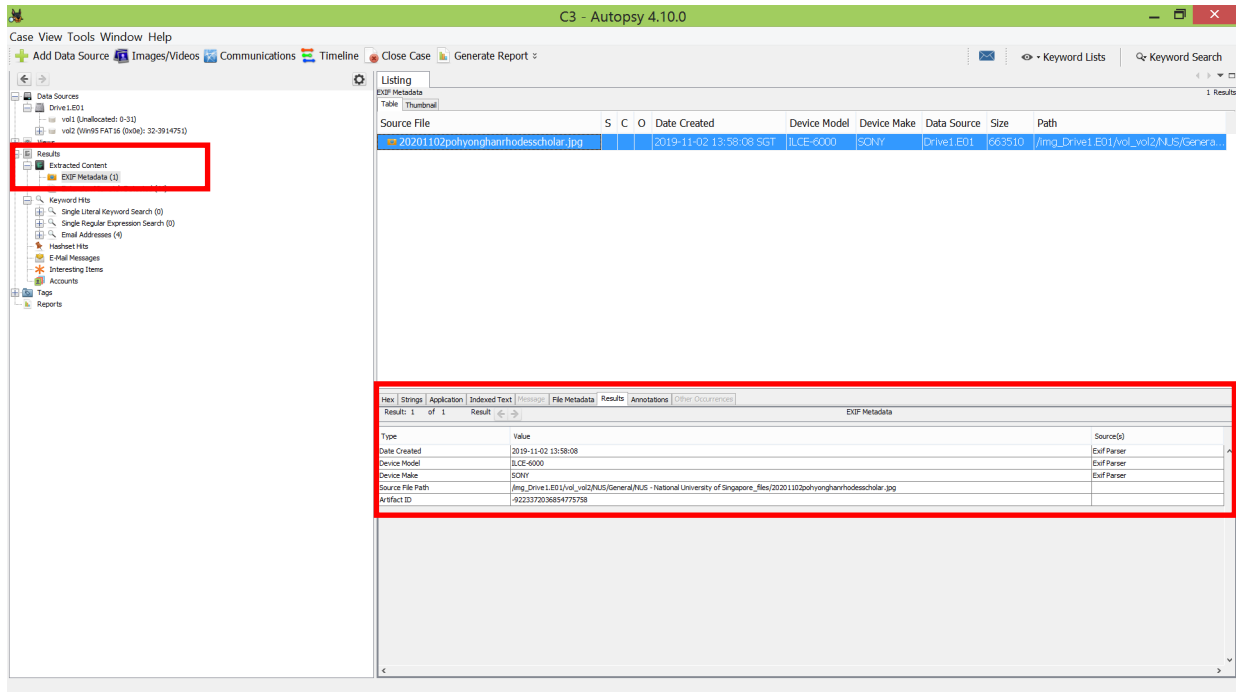 C3 - Autopsy 4.10.0
Case View Tools Window Help
Add Data Source Images/Videos Communications Timeline Close Case Generate Report Keyword Lists Keyword Search
Data Sources
Drive1.E01
vol1 (Unallocated: 0-31)
vol2 (Win95 FAT16 (0x0e): 32-3914751)
Results
Extracted Content
EXIF Metadata (1)
Keyword Hits
Single Literal Keyword Search (0)
Single Regular Expression Search (0)
Email Addresses (4)
Hashset Hits
E-Mail Messages
Interesting Items
Accounts
Tags
Reports
Listing
EXIF Metadata 1 Results
Table Thumbnail
Source File S C O Date Created Device Model Device Make Data Source Size Path
20201102pohyonghanrhodesscholar.jpg 2019-11-02 13:58:08 SGT ILCE-6000 SONY Drive1.E01 663510 /img_Drive1.E01/vol_vol2/NUS/Genera...
Hex Strings Application Indexed Text Message File Metadata Results Annotations Other Occurrences
Result: 1 of 1 Result EXIF Metadata
Type Value Source(s)
Date Created 2019-11-02 13:58:08 Exif Parser
Device Model ILCE-6000 Exif Parser
Device Make SONY Exif Parser
Source File Path /img_Drive1.E01/vol_vol2/NUS/General/NUS - National University of Singapore_files/20201102pohyonghanrhodesscholar.jpg
Artifact ID -9223372036854775758